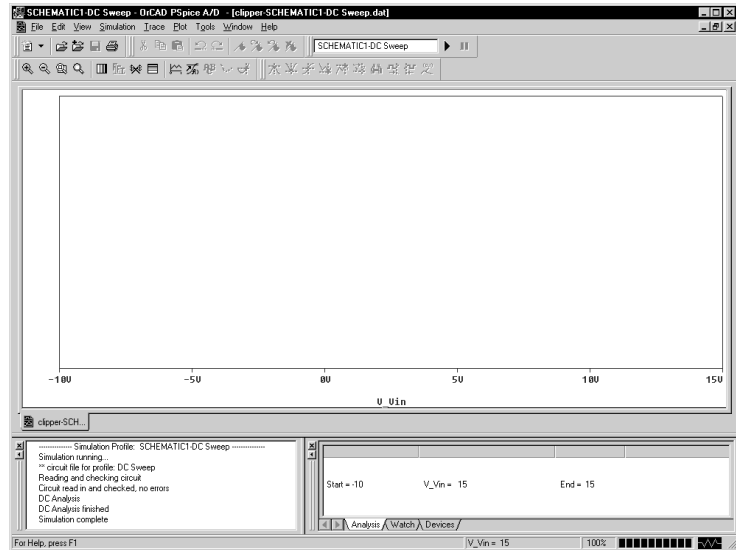 SCHEMATIC1-DC Sweep - OrCAD PSpice A/D - [clipper-SCHEMATIC1-DC Sweep.dat]
File Edit View Simulation Trace Plot Tools Window Help
SCHEMATIC1-DC Sweep
-10V -5V 0V 5V 10V 15V
V_Vin
clipper-SCH...
-------------- Simulation Profile: SCHEMATIC1-DC Sweep --------------
Simulation running...
** circuit file for profile: DC Sweep
Reading and checking circuit
Circuit read in and checked, no errors
DC Analysis
DC Analysis finished
Simulation complete
Start = -10 V_Vin = 15 End = 15
Analysis Watch Devices
For Help, press F1 V_Vin = 15 100%